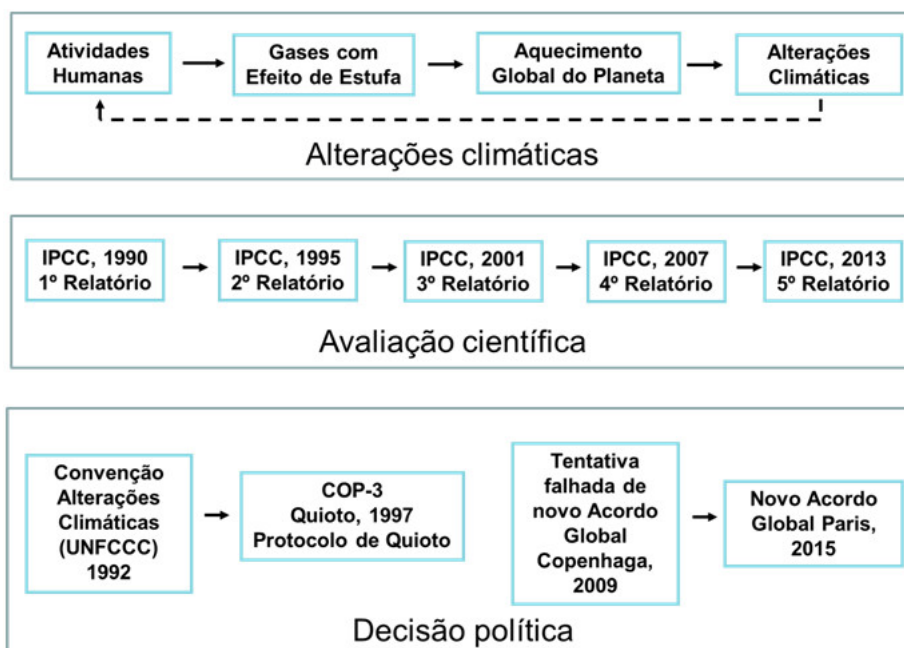 Atividades
Humanas
Gases com
Efeito de Estufa
Aquecimento
Global do Planeta
Alterações
Climáticas
Alterações climáticas
IPCC, 1990
1º Relatório
IPCC, 1995
2º Relatório
IPCC, 2001
3º Relatório
IPCC, 2007
4º Relatório
IPCC, 2013
5º Relatório
Avaliação científica
Convenção
Alterações
Climáticas
(UNFCCC)
1992
COP-3
Quioto, 1997
Protocolo de Quioto
Tentativa
falhada de
novo Acordo
Global
Copenhaga,
2009
Novo Acordo
Global Paris,
2015
Decisão política